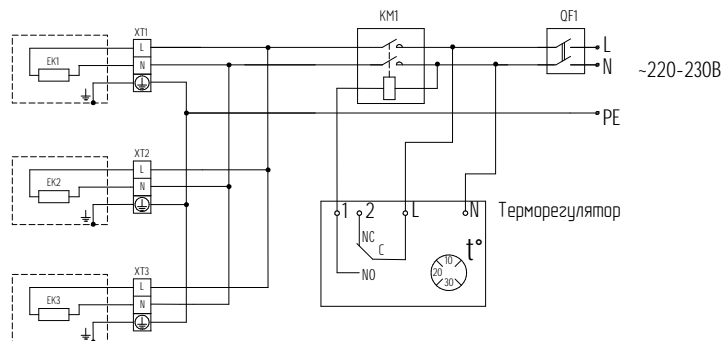 KM1
QF1
XT1
L
L
EK1
N
N
~220-230В
PE
XT2
L
EK2
N
1
2
L
N
Терморегулятор
NC
C
t°
NO
10
20
30
XT3
L
EK3
N